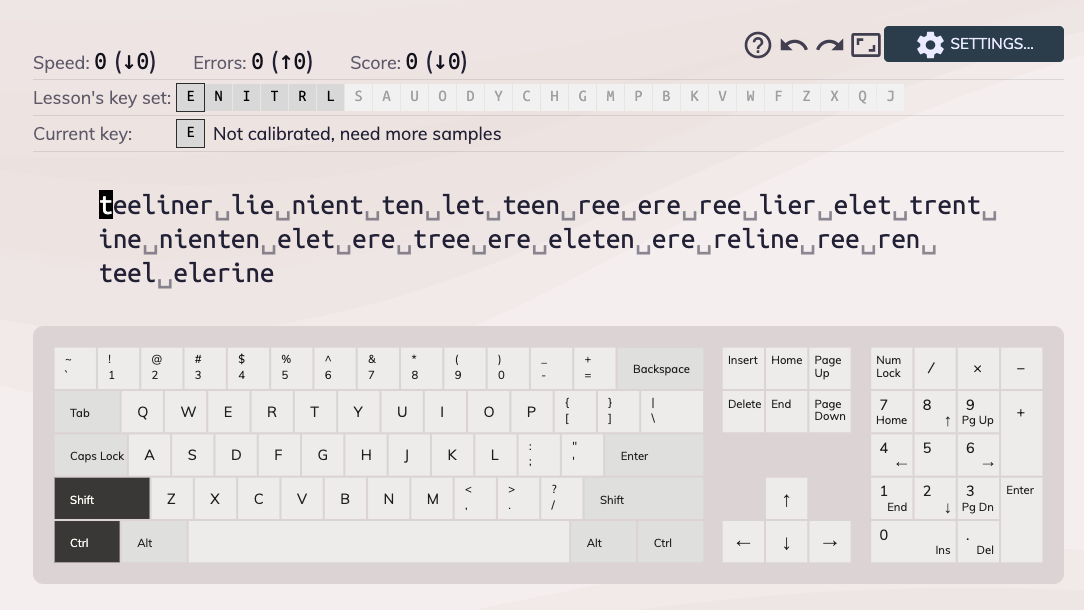 Speed: 0 (↓0) Errors: 0 (↑0) Score: 0 (↓0)
SETTINGS...
Lesson's key set: E N I T R L S A U O D Y C H G M P B K V W F Z X Q J
Current key: E Not calibrated, need more samples
teeliner␣lie␣nient␣ten␣let␣teen␣ree␣ere␣ree␣lier␣elet␣trent␣
ine␣nienten␣elet␣ere␣tree␣ere␣eleten␣ere␣reline␣ree␣ren␣
teel␣elerine
~ ! @ # $ % ^ & * ( ) _ +
` 1 2 3 4 5 6 7 8 9 0 - = Backspace
Tab Q W E R T Y U I O P { [ } ] | \
Caps Lock A S D F G H J K L : ; " ' Enter
Shift Z X C V B N M < , > . ? / Shift
Ctrl Alt Alt Ctrl
Insert Home Page Up
Delete End Page Down
↑
← ↓ →
Num Lock / × −
7 Home 8 ↑ 9 Pg Up +
4 ← 5 6 →
1 End 2 ↓ 3 Pg Dn Enter
0 Ins . Del